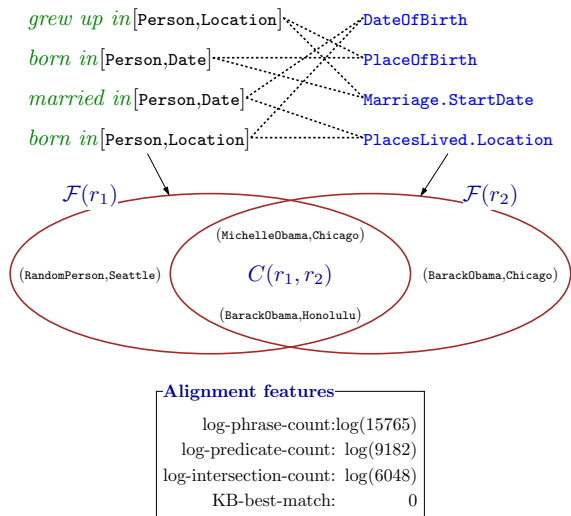 grew up in[Person,Location] DateOfBirth
born in[Person,Date] PlaceOfBirth
married in[Person,Date] Marriage.StartDate
born in[Person,Location] PlacesLived.Location
F(r₁) F(r₂)
(MichelleObama,Chicago)
(RandomPerson,Seattle) C(r₁, r₂) (BarackObama,Chicago)
(BarackObama,Honolulu)
Alignment features
log-phrase-count:log(15765)
log-predicate-count: log(9182)
log-intersection-count: log(6048)
KB-best-match: 0